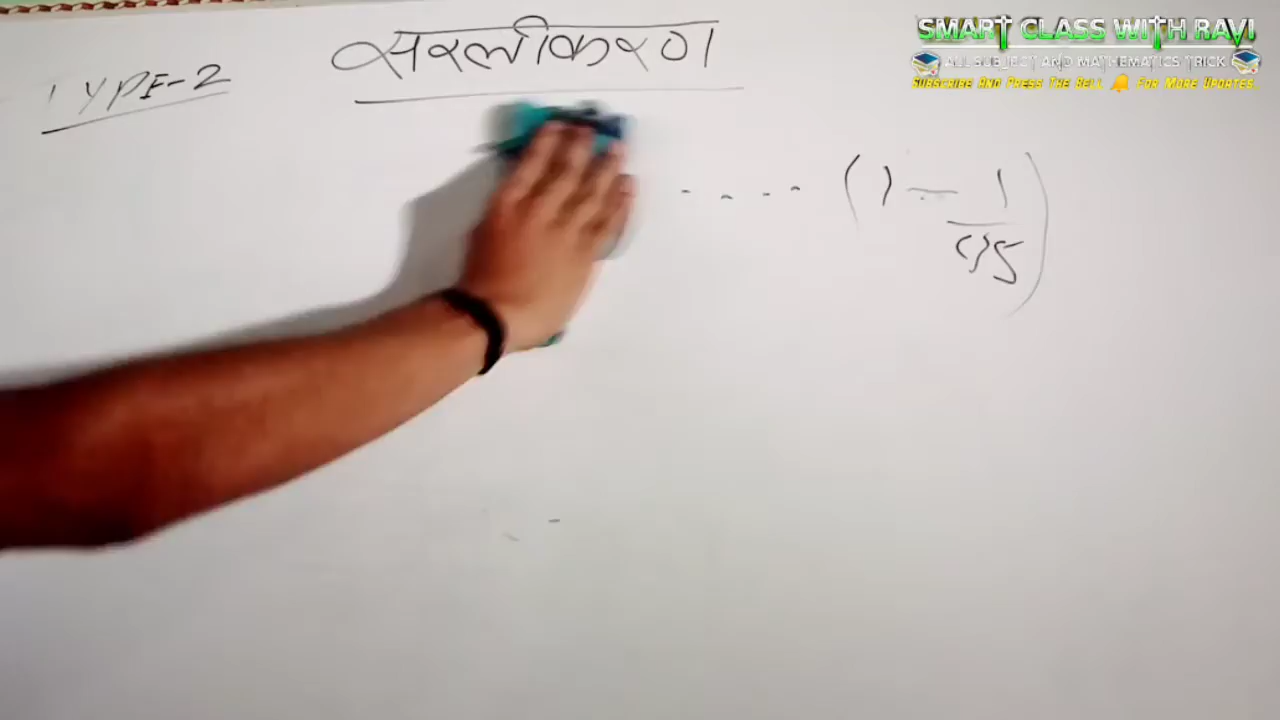 SMART CLASS WITH RAVI
ALL SUBJECT AND MATHEMATICS TRICK
SUBSCRIBE AND PRESS THE BELL 🔔 FOR MORE UPDATES.
सरलीकरण
TYPE-2
- - - - (1 - 1/95)